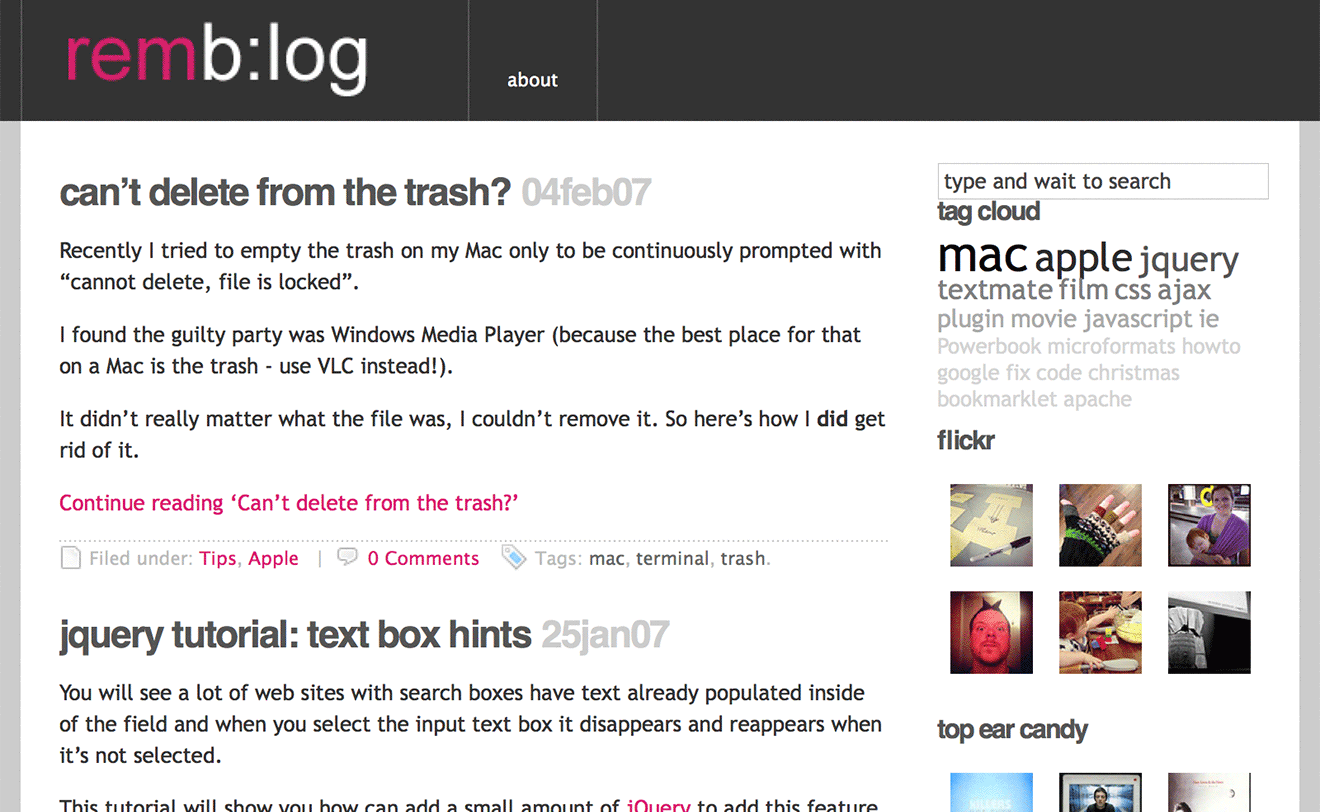 remb:log
about
can’t delete from the trash? 04feb07
Recently I tried to empty the trash on my Mac only to be continuously prompted with
“cannot delete, file is locked”.
I found the guilty party was Windows Media Player (because the best place for that
on a Mac is the trash - use VLC instead!).
It didn’t really matter what the file was, I couldn’t remove it. So here’s how I did get
rid of it.
Continue reading ‘Can’t delete from the trash?’
Filed under: Tips, Apple | 0 Comments Tags: mac, terminal, trash.
jquery tutorial: text box hints 25jan07
You will see a lot of web sites with search boxes have text already populated inside
of the field and when you select the input text box it disappears and reappears when
it’s not selected.
This tutorial will show you how can add a small amount of jQuery to add this feature
type and wait to search
tag cloud
mac apple jquery
textmate film css ajax
plugin movie javascript ie
Powerbook microformats howto
google fix code christmas
bookmarklet apache
flickr
top ear candy
KILLERS